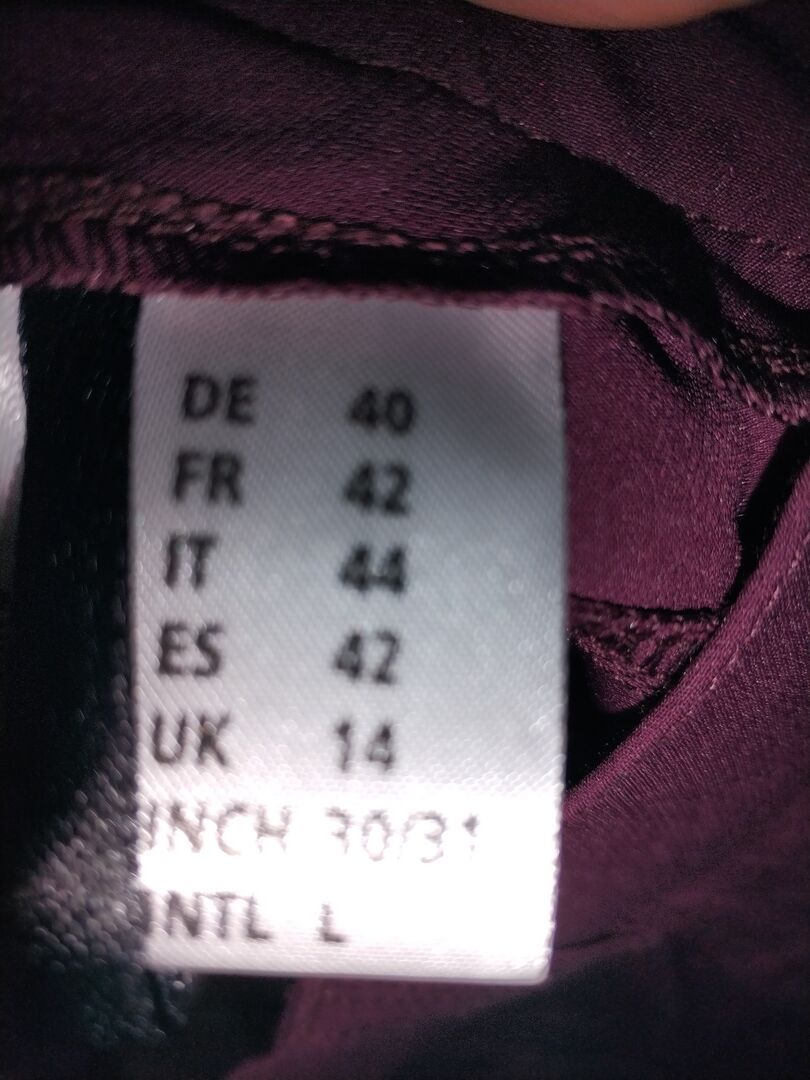 DE 40
FR 42
IT 44
ES 42
UK 14
INCH 30/31
INTL L